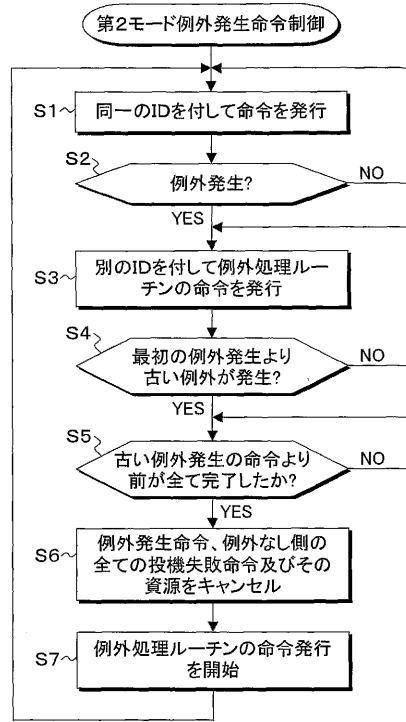 第2モード例外発生命令制御
S1
同一のIDを付して命令を発行
S2
例外発生?
NO
YES
S3
別のIDを付して例外処理ルー
チンの命令を発行
S4
最初の例外発生より
古い例外が発生?
NO
YES
S5
古い例外発生の命令より
前が全て完了したか?
NO
YES
S6
例外発生命令、例外なし側の
全ての投機失敗命令及びその
資源をキャンセル
S7
例外処理ルーチンの命令発行
を開始